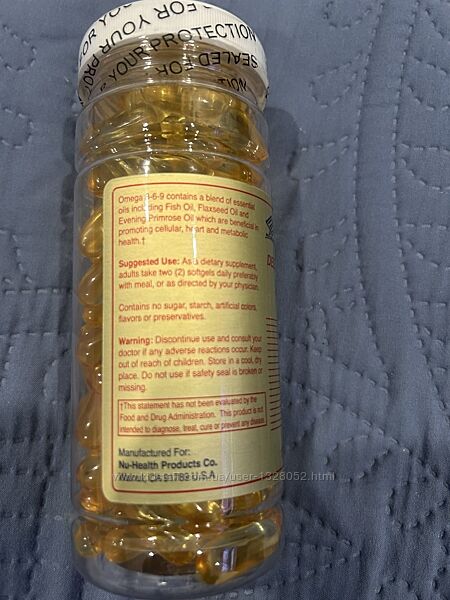 FOR YOUR PROTECTION
SEALED FOR
YOUR PROTECTION
Omega 3-6-9 contains a blend of essential
oils including Fish Oil, Flaxseed Oil and
Evening Primrose Oil which are beneficial in
promoting cellular, heart and metabolic
health.†
Suggested Use: As a dietary supplement,
adults take two (2) softgels daily preferably
with meal, or as directed by your physician.
Contains no sugar, starch, artificial colors,
flavors or preservatives.
Warning: Discontinue use and consult your
doctor if any adverse reactions occur. Keep
out of reach of children. Store in a cool, dry
place. Do not use if safety seal is broken or
missing.
†This statement has not been evaluated by the
Food and Drug Administration. This product is not
intended to diagnose, treat, cure or prevent any disease.
Manufactured For:
Nu-Health Products Co.
Walnut, CA 91789 U.S.A.